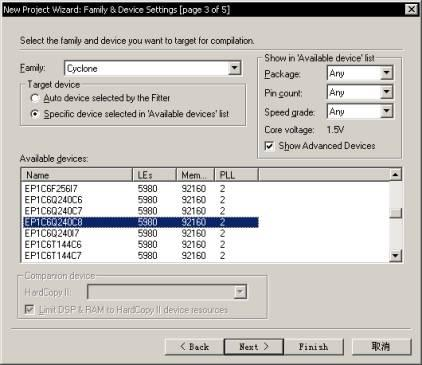 New Project Wizard: Family & Device Settings [page 3 of 5]
Select the family and device you want to target for compilation.
Family: Cyclone
Target device
Auto device selected by the Fitter
Specific device selected in 'Available devices' list
Show in 'Available device' list
Package: Any
Pin count: Any
Speed grade: Any
Core voltage: 1.5V
Show Advanced Devices
Available devices:
Name LEs Mem... PLL
EP1C6F256I7 5980 92160 2
EP1C6Q240C6 5980 92160 2
EP1C6Q240C7 5980 92160 2
EP1C6Q240C8 5980 92160 2
EP1C6Q240I7 5980 92160 2
EP1C6T144C6 5980 92160 2
EP1C6T144C7 5980 92160 2
Companion device
HardCopy II:
Limit DSP & RAM to HardCopy II device resources
< Back Next > Finish 取消